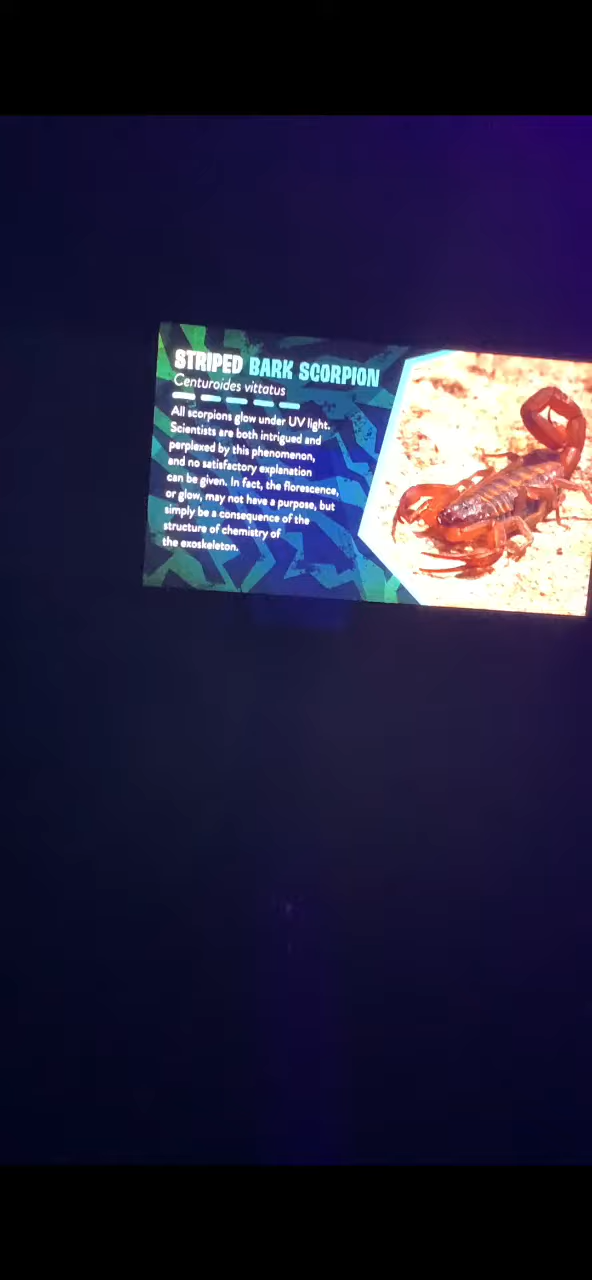 STRIPED BARK SCORPION
Centuroides vittatus
All scorpions glow under UV light.
Scientists are both intrigued and
perplexed by this phenomenon,
and no satisfactory explanation
can be given. In fact, the florescence,
or glow, may not have a purpose, but
simply be a consequence of the
structure of chemistry of
the exoskeleton.